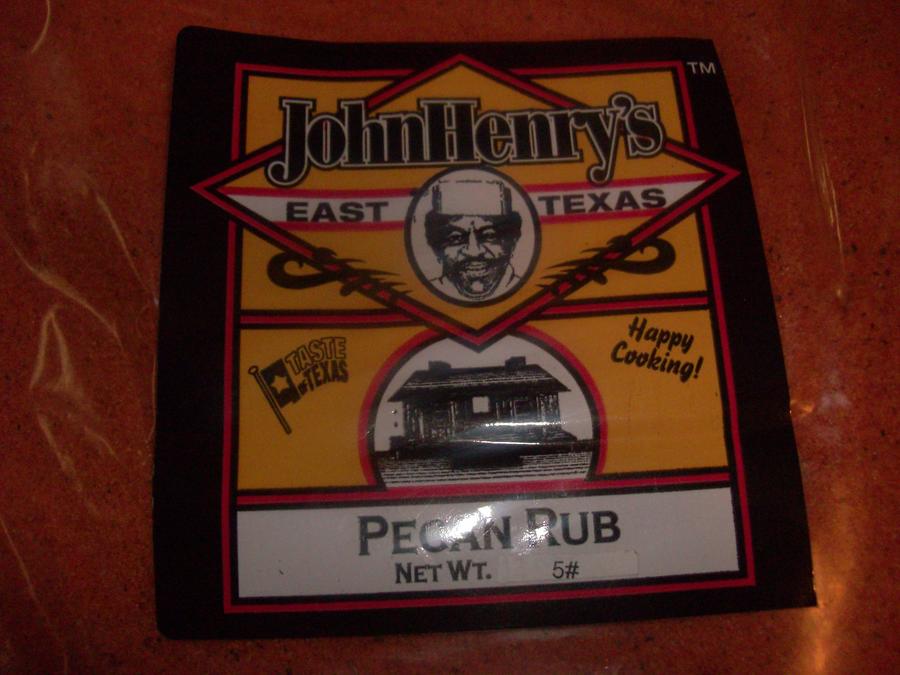 JohnHenry's
TM
EAST TEXAS
TASTE
OF TEXAS
Happy
Cooking!
PECAN RUB
NET WT. 5#